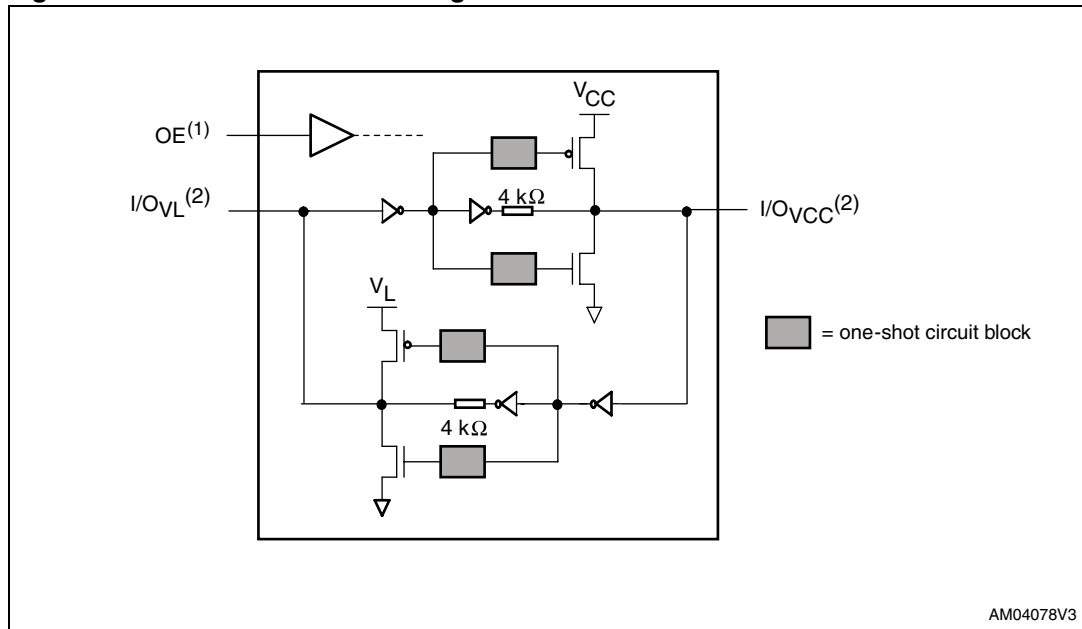 VCC
OE(1)
4 kΩ
I/OVL(2)
I/OVCC(2)
VL
= one-shot circuit block
4 kΩ
AM04078V3